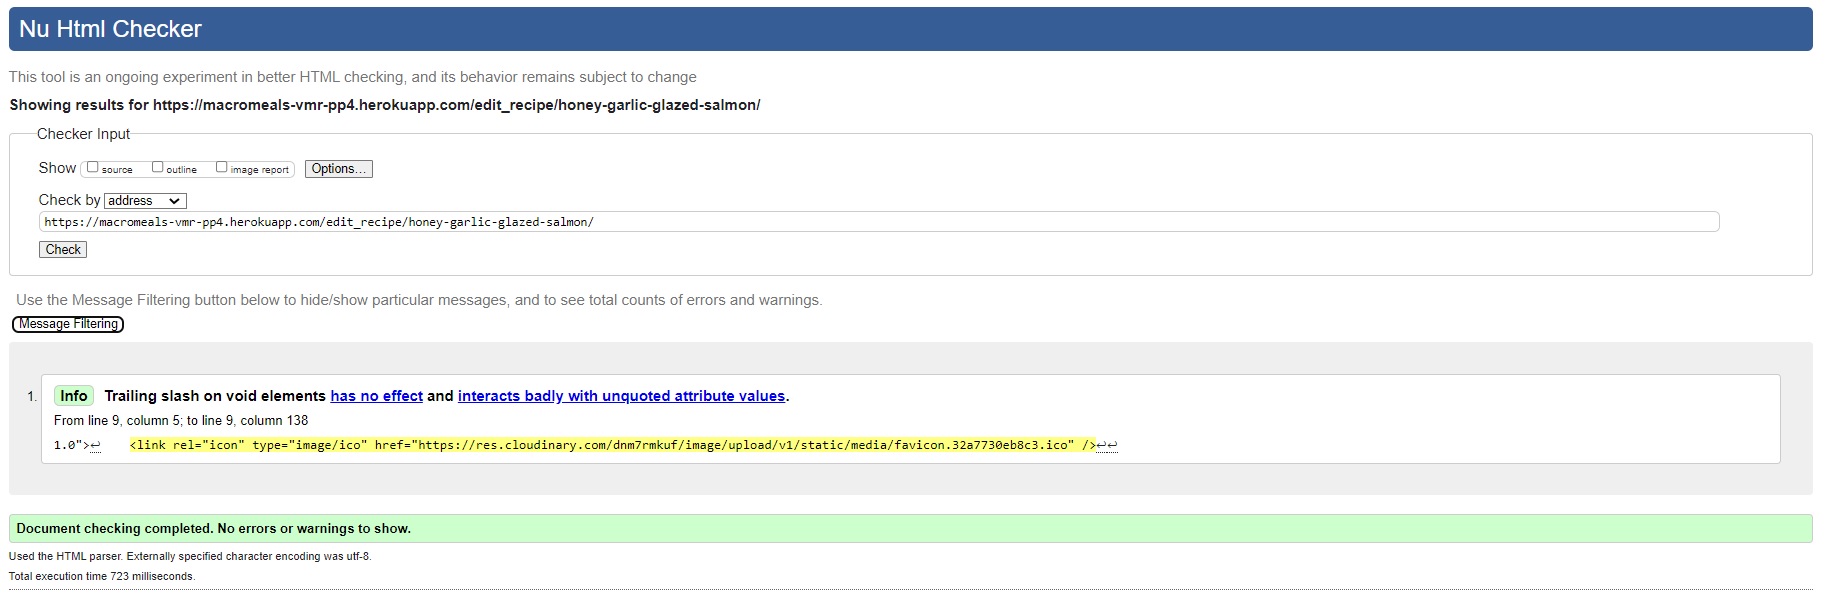 Nu Html Checker
This tool is an ongoing experiment in better HTML checking, and its behavior remains subject to change
Showing results for https://macromeals-vmr-pp4.herokuapp.com/edit_recipe/honey-garlic-glazed-salmon/
Checker Input
Show source outline image report Options...
Check by address
https://macromeals-vmr-pp4.herokuapp.com/edit_recipe/honey-garlic-glazed-salmon/
Check
Use the Message Filtering button below to hide/show particular messages, and to see total counts of errors and warnings.
Message Filtering
1. Info Trailing slash on void elements has no effect and interacts badly with unquoted attribute values.
From line 9, column 5; to line 9, column 138
1.0">↩ <link rel="icon" type="image/ico" href="https://res.cloudinary.com/dnm7rmkuf/image/upload/v1/static/media/favicon.32a7730eb8c3.ico" />↩↩
Document checking completed. No errors or warnings to show.
Used the HTML parser. Externally specified character encoding was utf-8.
Total execution time 723 milliseconds.